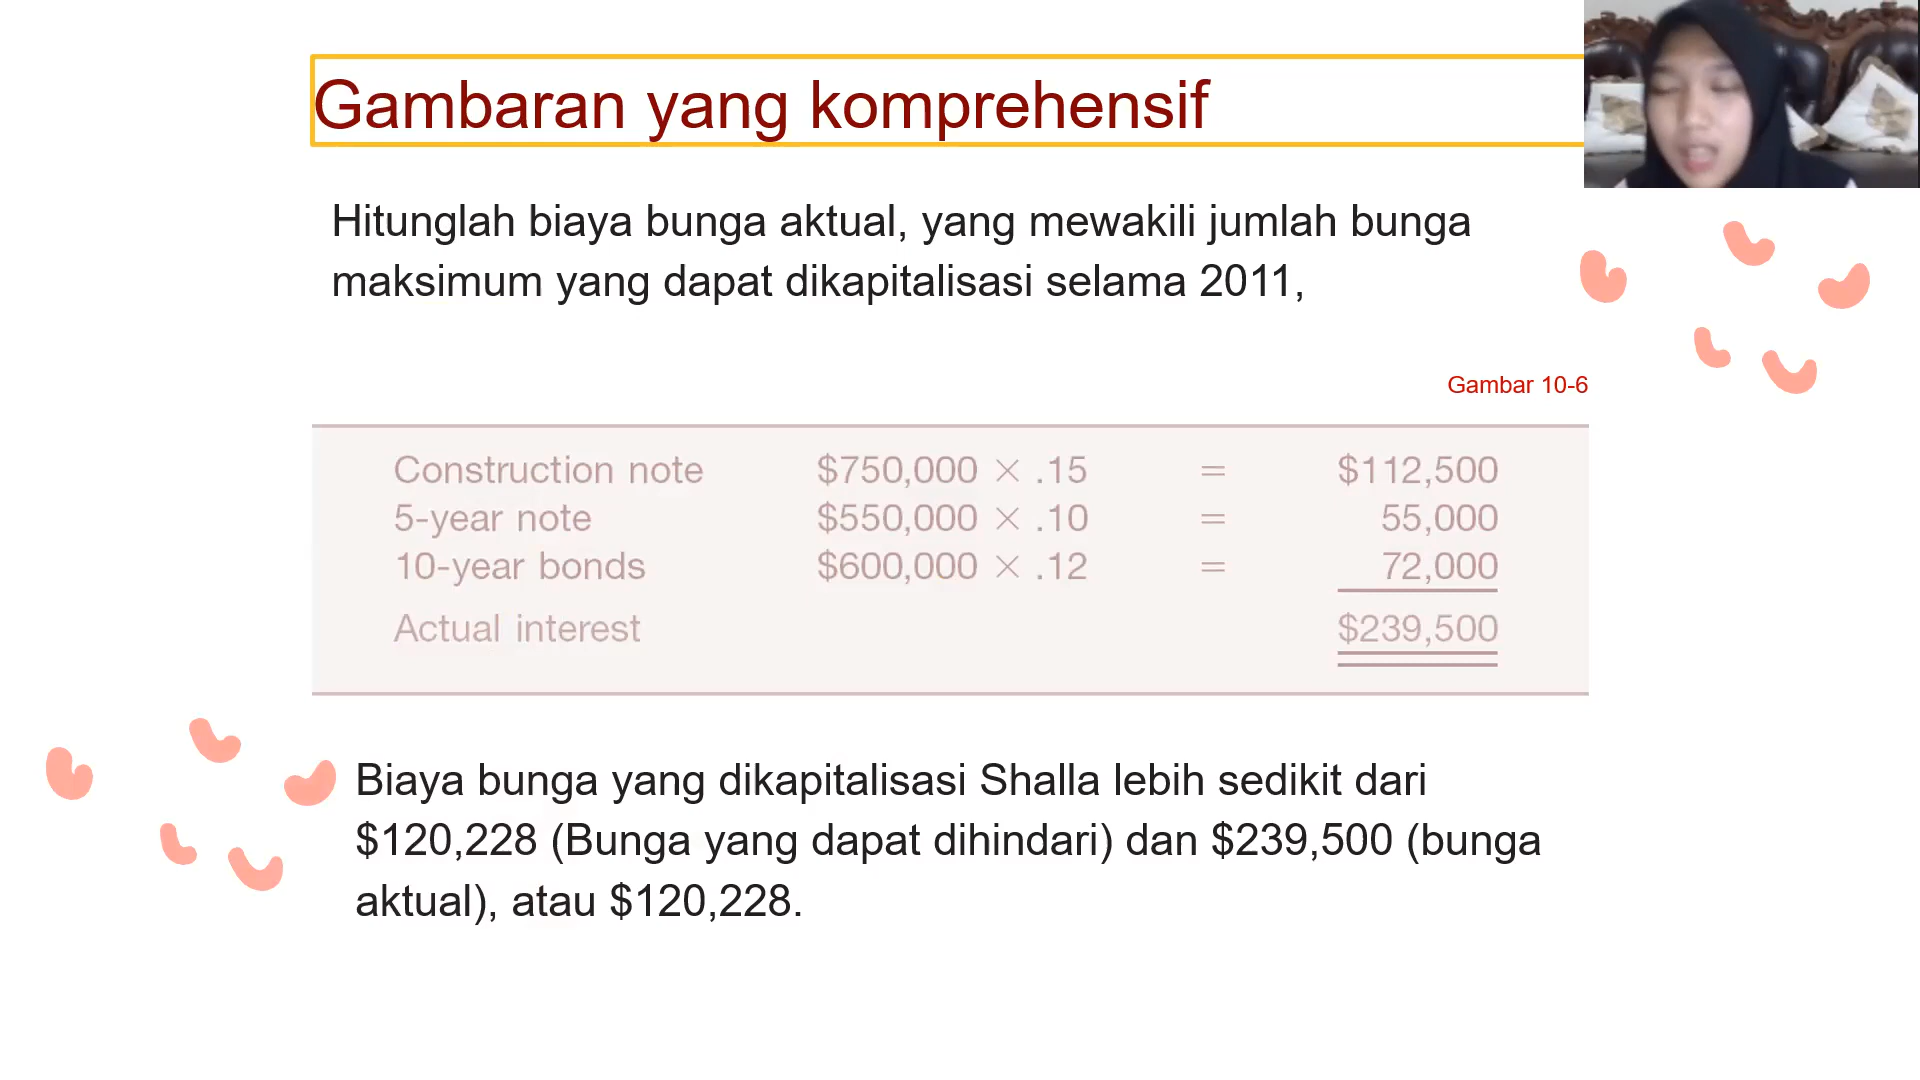 Gambaran yang komprehensif
Hitunglah biaya bunga aktual, yang mewakili jumlah bunga
maksimum yang dapat dikapitalisasi selama 2011,
Gambar 10-6
Construction note $750,000 × .15 = $112,500
5-year note $550,000 × .10 = 55,000
10-year bonds $600,000 × .12 = 72,000
Actual interest $239,500
Biaya bunga yang dikapitalisasi Shalla lebih sedikit dari
$120,228 (Bunga yang dapat dihindari) dan $239,500 (bunga
aktual), atau $120,228.